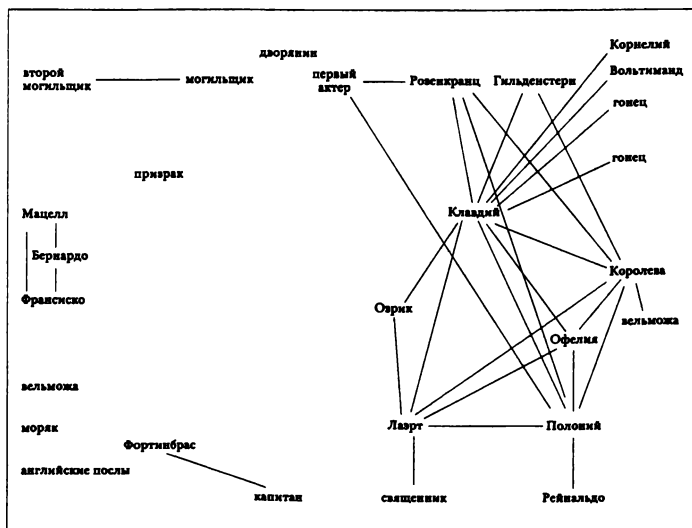 дворянин
Корнелий
второй
могильщик
могильщик
первый
актер
Розенкранц
Гильденстерн
Вольтиманд
гонец
гонец
призрак
Мацелл
Клавдий
Бернардо
Королева
Франсиско
Озрик
вельможа
Офелия
вельможа
моряк
Лаэрт
Полоний
Фортинбрас
английские послы
капитан
священник
Рейнальдо